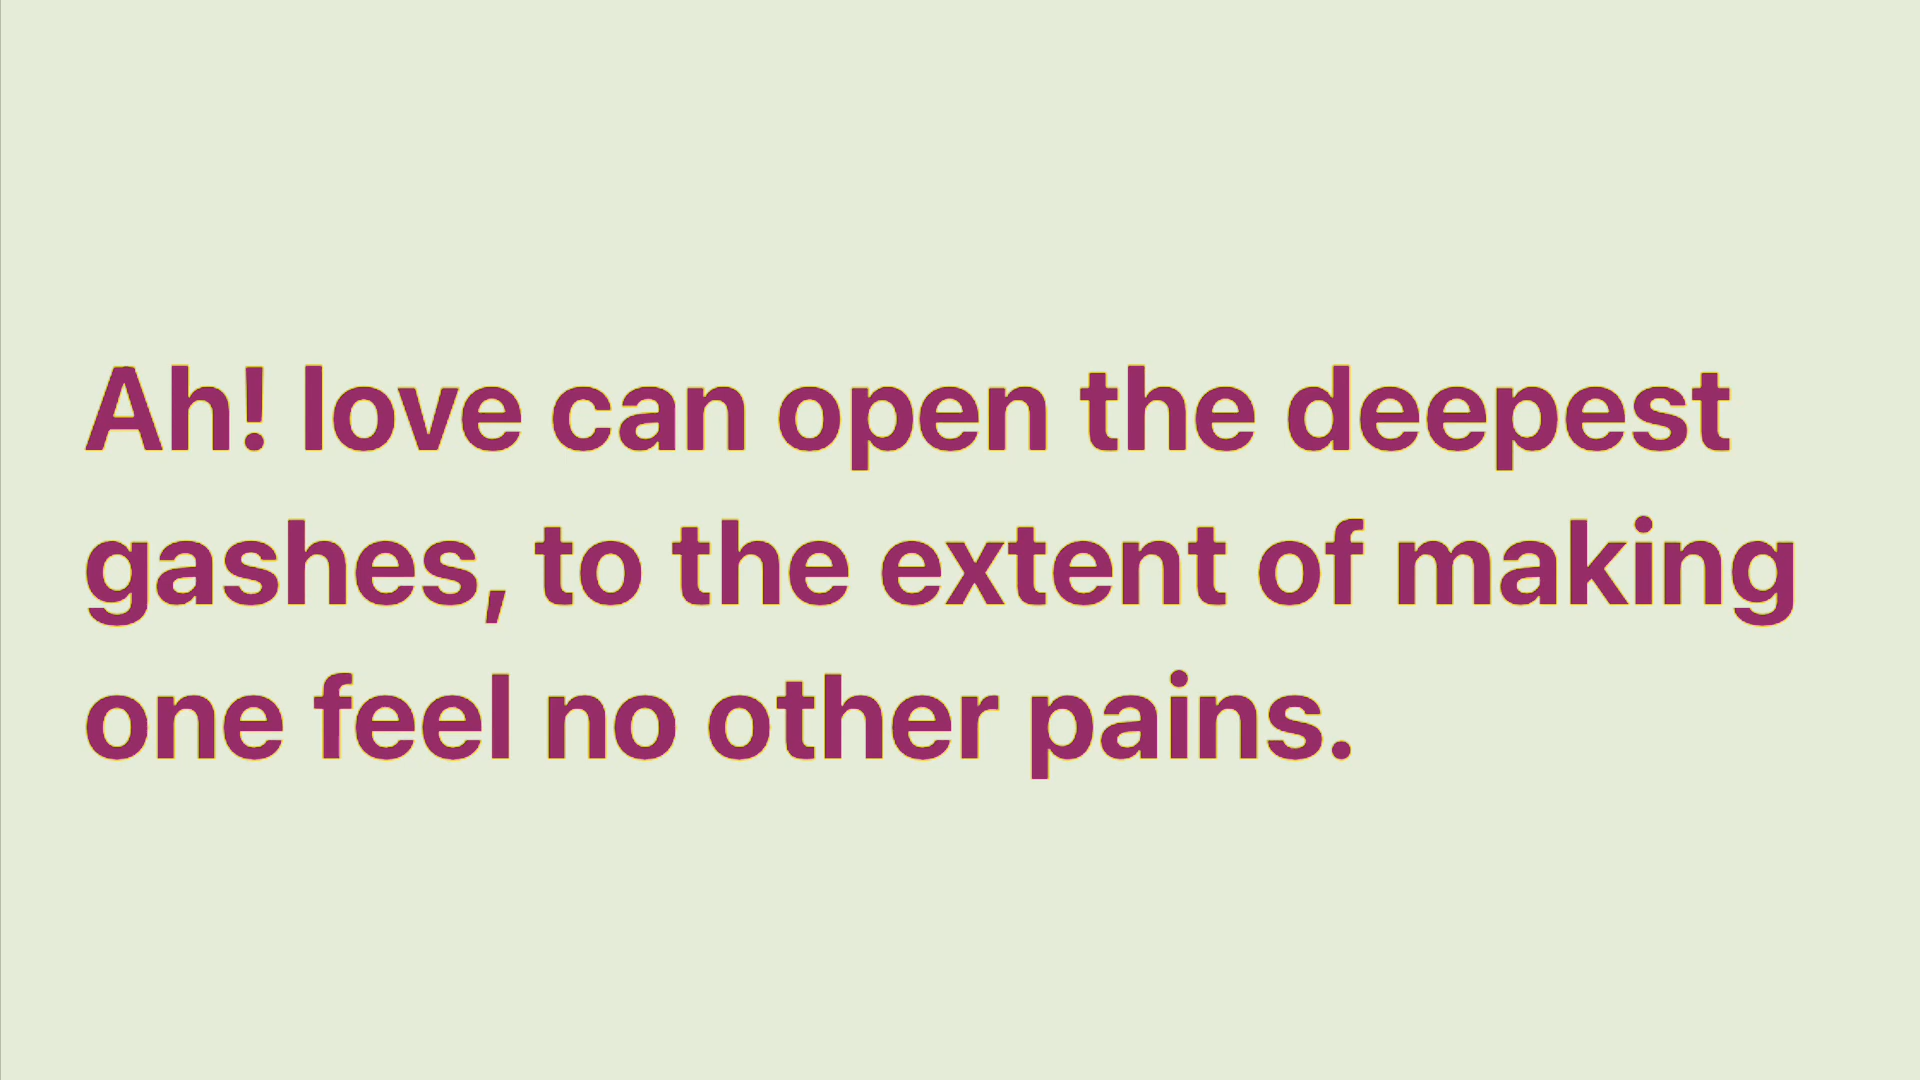 Ah! love can open the deepest
gashes, to the extent of making
one feel no other pains.